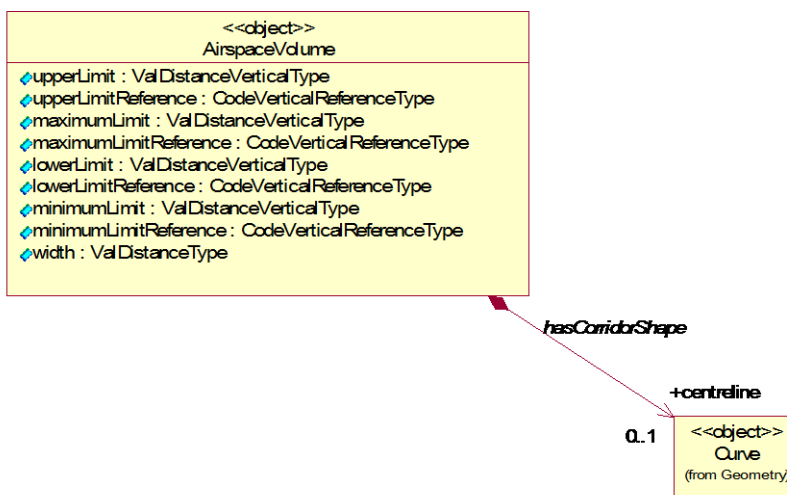 <<object>>
AirspaceVolume
upperLimit : ValDistanceVerticalType
upperLimitReference : CodeVerticalReferenceType
maximumLimit : ValDistanceVerticalType
maximumLimitReference : CodeVerticalReferenceType
lowerLimit : ValDistanceVerticalType
lowerLimitReference : CodeVerticalReferenceType
minimumLimit : ValDistanceVerticalType
minimumLimitReference : CodeVerticalReferenceType
width : ValDistanceType
hasCorridorShape
+centreline
0..1
<<object>>
Curve
(from Geometry)